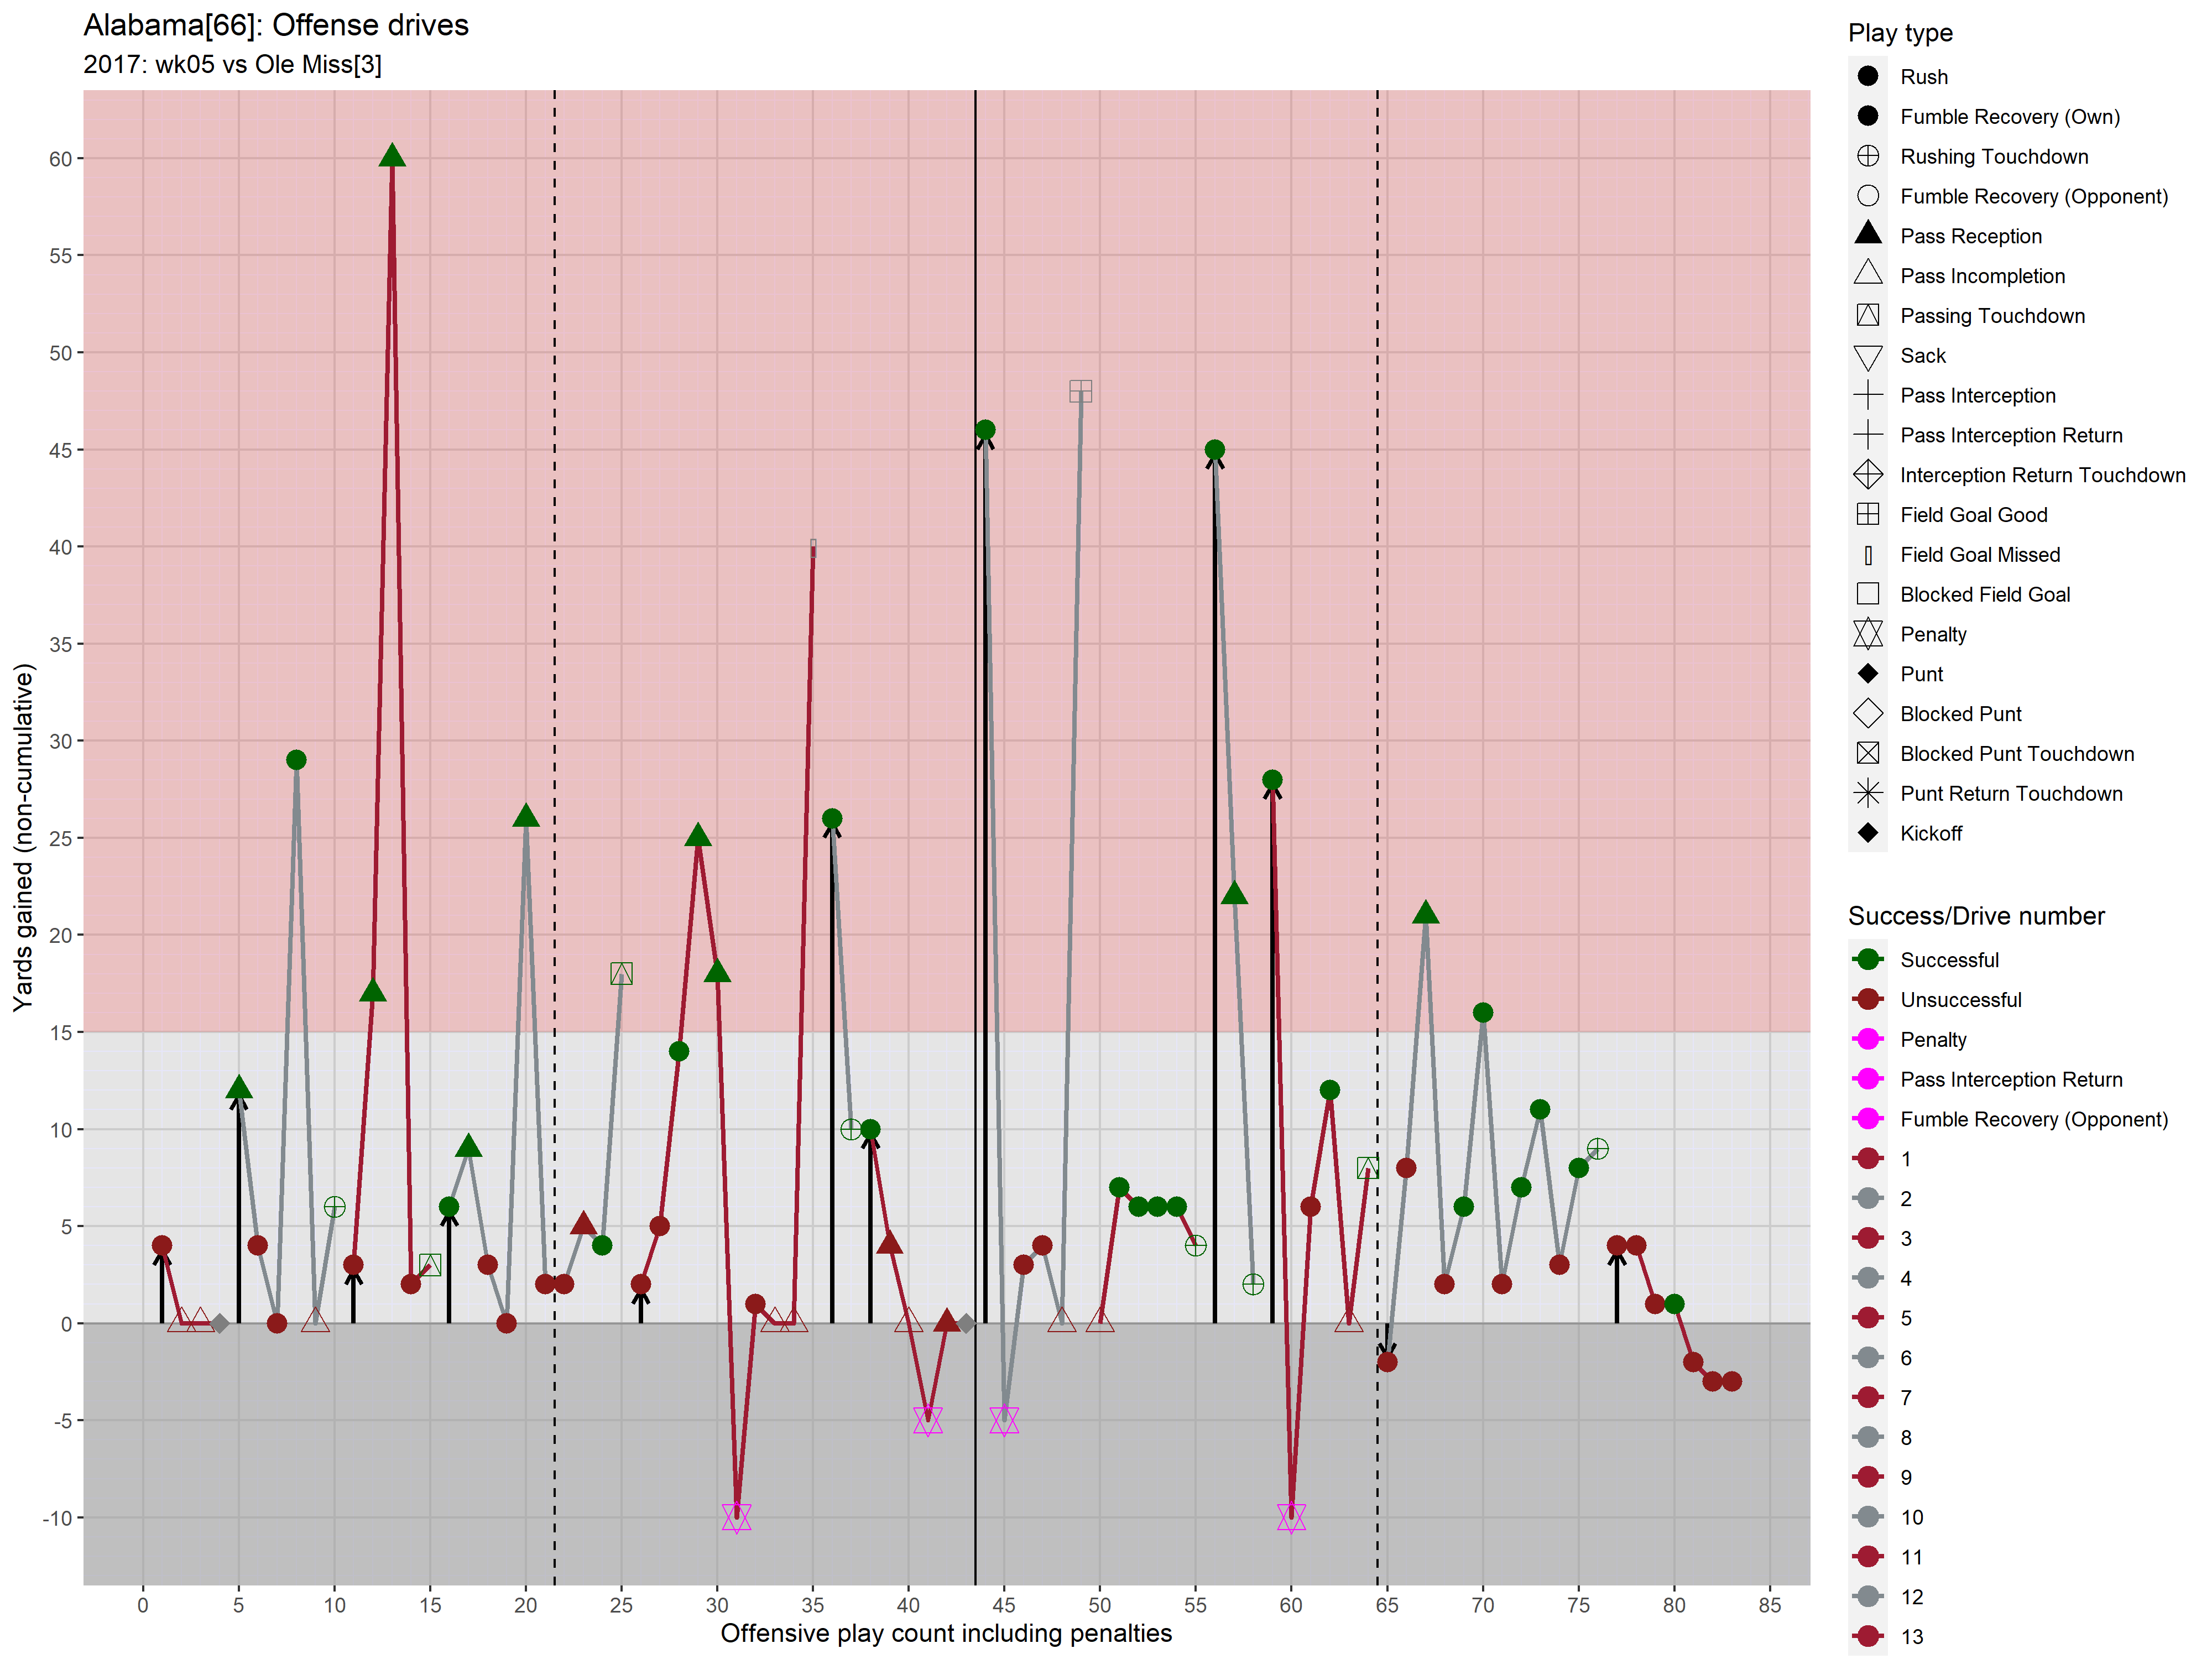 Alabama[66]: Offense drives
2017: wk05 vs Ole Miss[3]
Yards gained (non-cumulative)
60
55
50
45
40
35
30
25
20
15
10
5
0
-5
-10
0 5 10 15 20 25 30 35 40 45 50 55 60 65 70 75 80 85
Offensive play count including penalties
Play type
Rush
Fumble Recovery (Own)
Rushing Touchdown
Fumble Recovery (Opponent)
Pass Reception
Pass Incompletion
Passing Touchdown
Sack
Pass Interception
Pass Interception Return
Interception Return Touchdown
Field Goal Good
Field Goal Missed
Blocked Field Goal
Penalty
Punt
Blocked Punt
Blocked Punt Touchdown
Punt Return Touchdown
Kickoff
Success/Drive number
Successful
Unsuccessful
Penalty
Pass Interception Return
Fumble Recovery (Opponent)
1
2
3
4
5
6
7
8
9
10
11
12
13